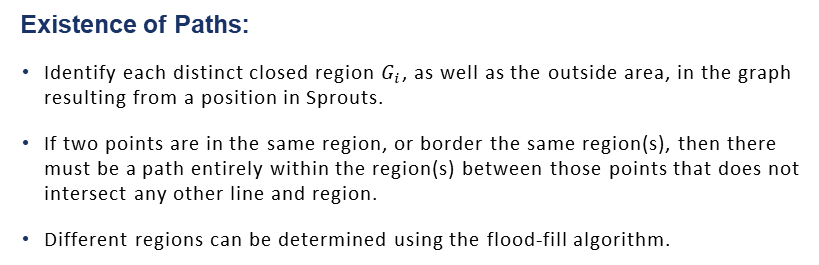 Existence of Paths:
• Identify each distinct closed region Gᵢ, as well as the outside area, in the graph
resulting from a position in Sprouts.
• If two points are in the same region, or border the same region(s), then there
must be a path entirely within the region(s) between those points that does not
intersect any other line and region.
• Different regions can be determined using the flood-fill algorithm.